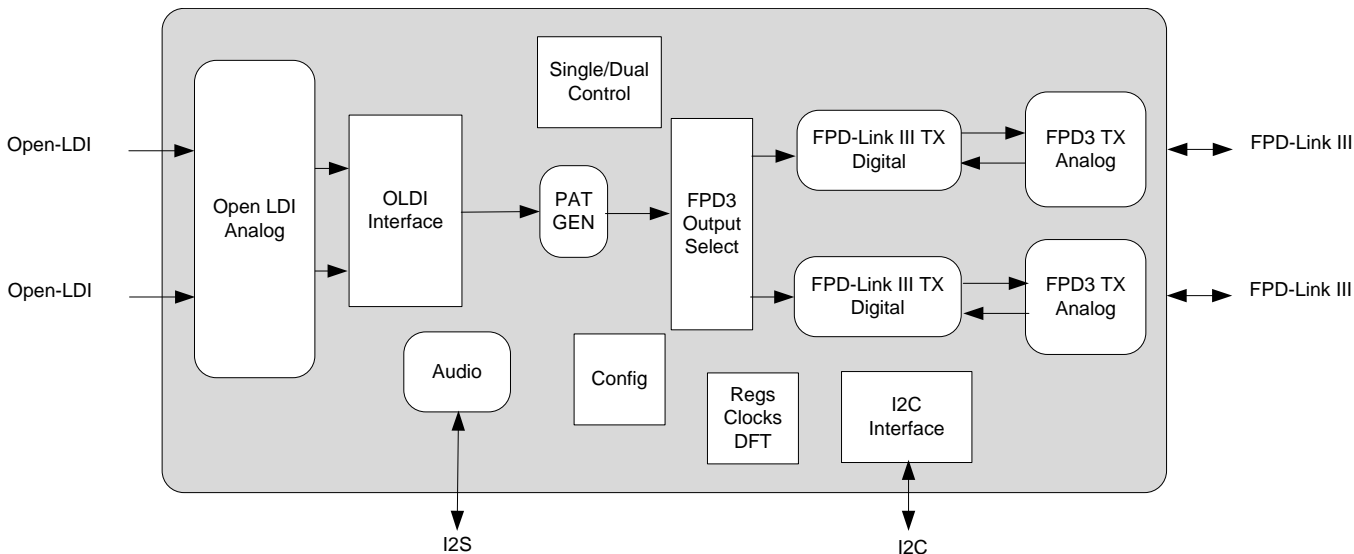 Single/Dual
Control
Open-LDI
Open-LDI
Open LDI
Analog
OLDI
Interface
PAT
GEN
FPD3
Output
Select
FPD-Link III TX
Digital
FPD3 TX
Analog
FPD-Link III
FPD-Link III TX
Digital
FPD3 TX
Analog
FPD-Link III
Audio
Config
Regs
Clocks
DFT
I2C
Interface
I2S
I2C